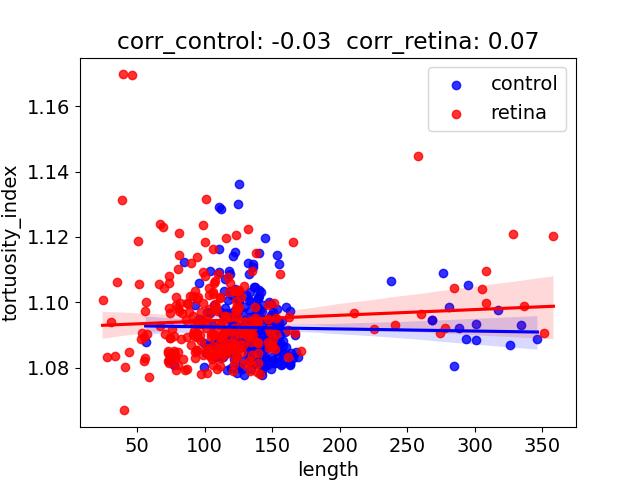 corr_control: -0.03 corr_retina: 0.07
control
retina
1.16
1.14
1.12
1.10
1.08
tortuosity_index
50 100 150 200 250 300 350
length